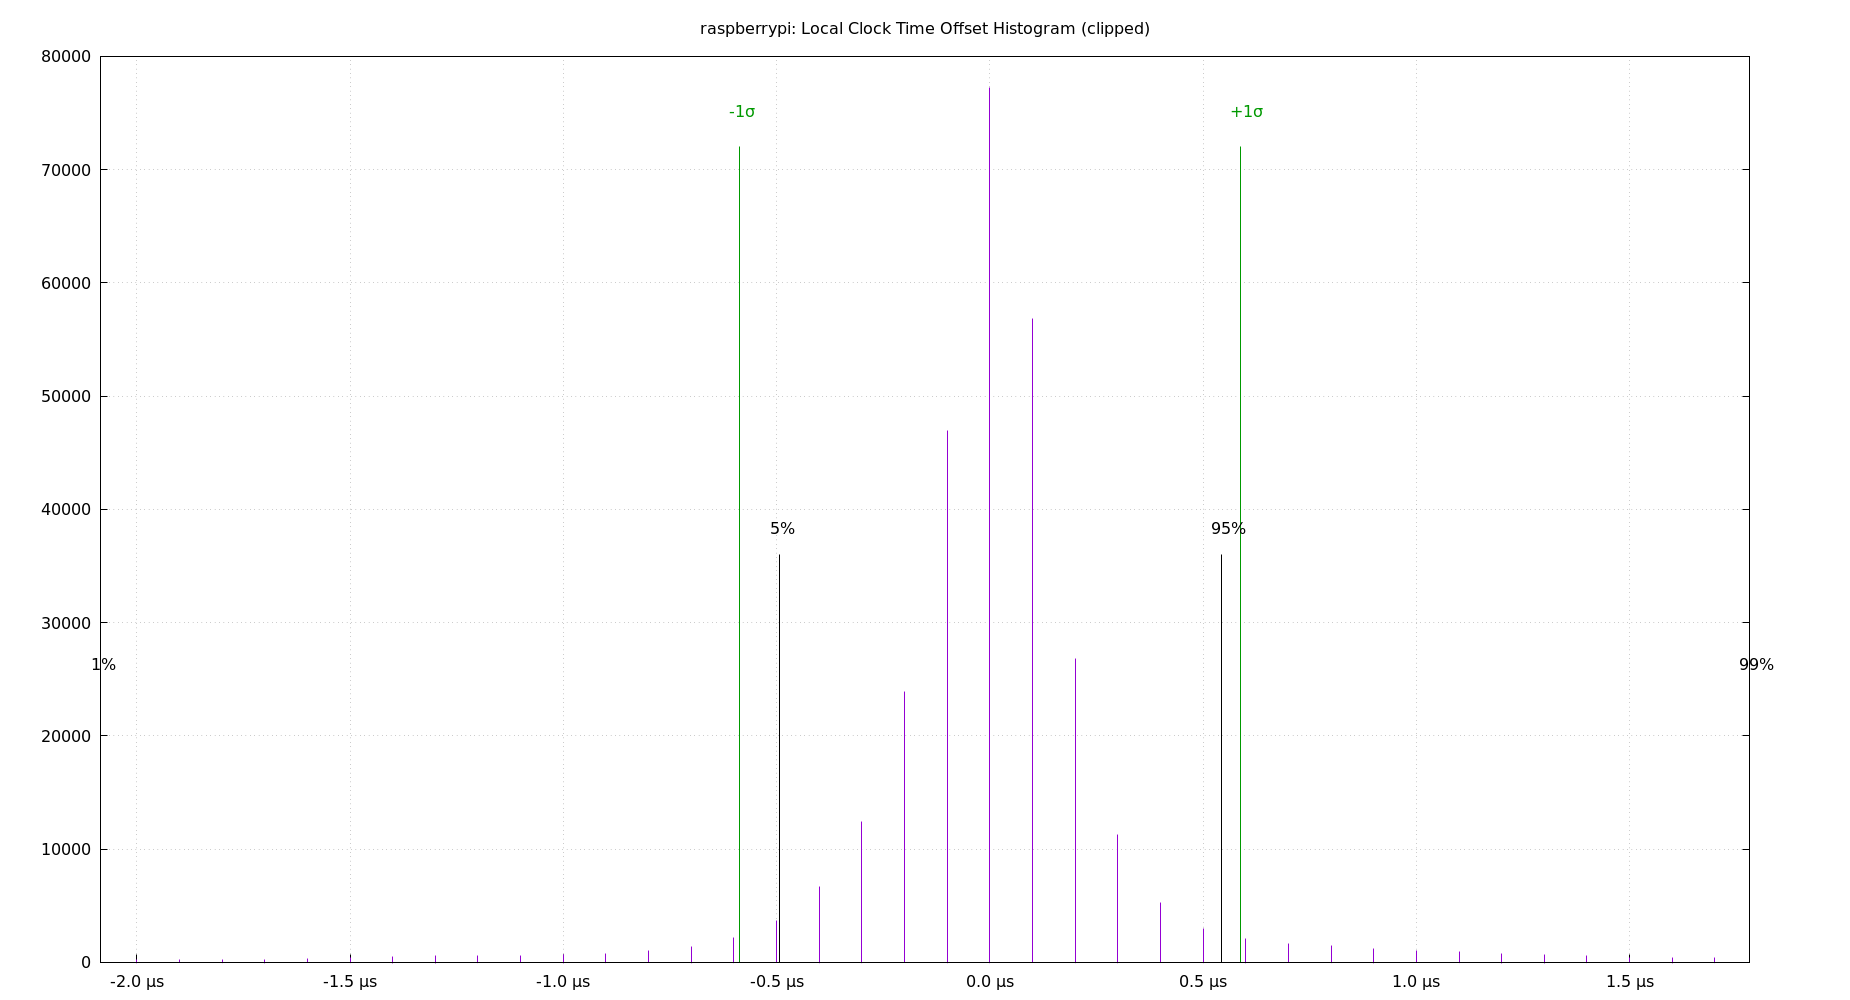 raspberrypi: Local Clock Time Offset Histogram (clipped)
80000
-1σ
+1σ
70000
60000
50000
40000
5%
95%
30000
1%
99%
20000
10000
0
-2.0 µs
-1.5 µs
-1.0 µs
-0.5 µs
0.0 µs
0.5 µs
1.0 µs
1.5 µs